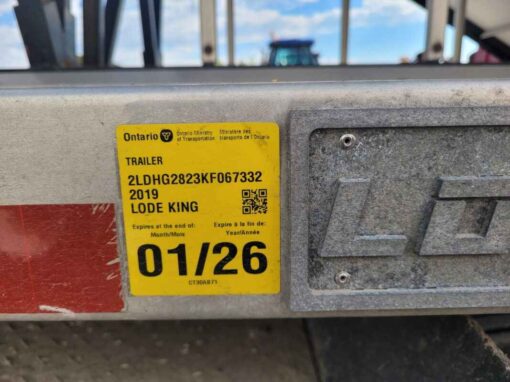 Ontario
Ontario Ministry
of Transportation
Ministère des
transports de l'Ontario
TRAILER
2LDHG2823KF067332
2019
LODE KING
Expires at the end of:
Month/Mois
Expire à la fin de:
Year/Année
01/26